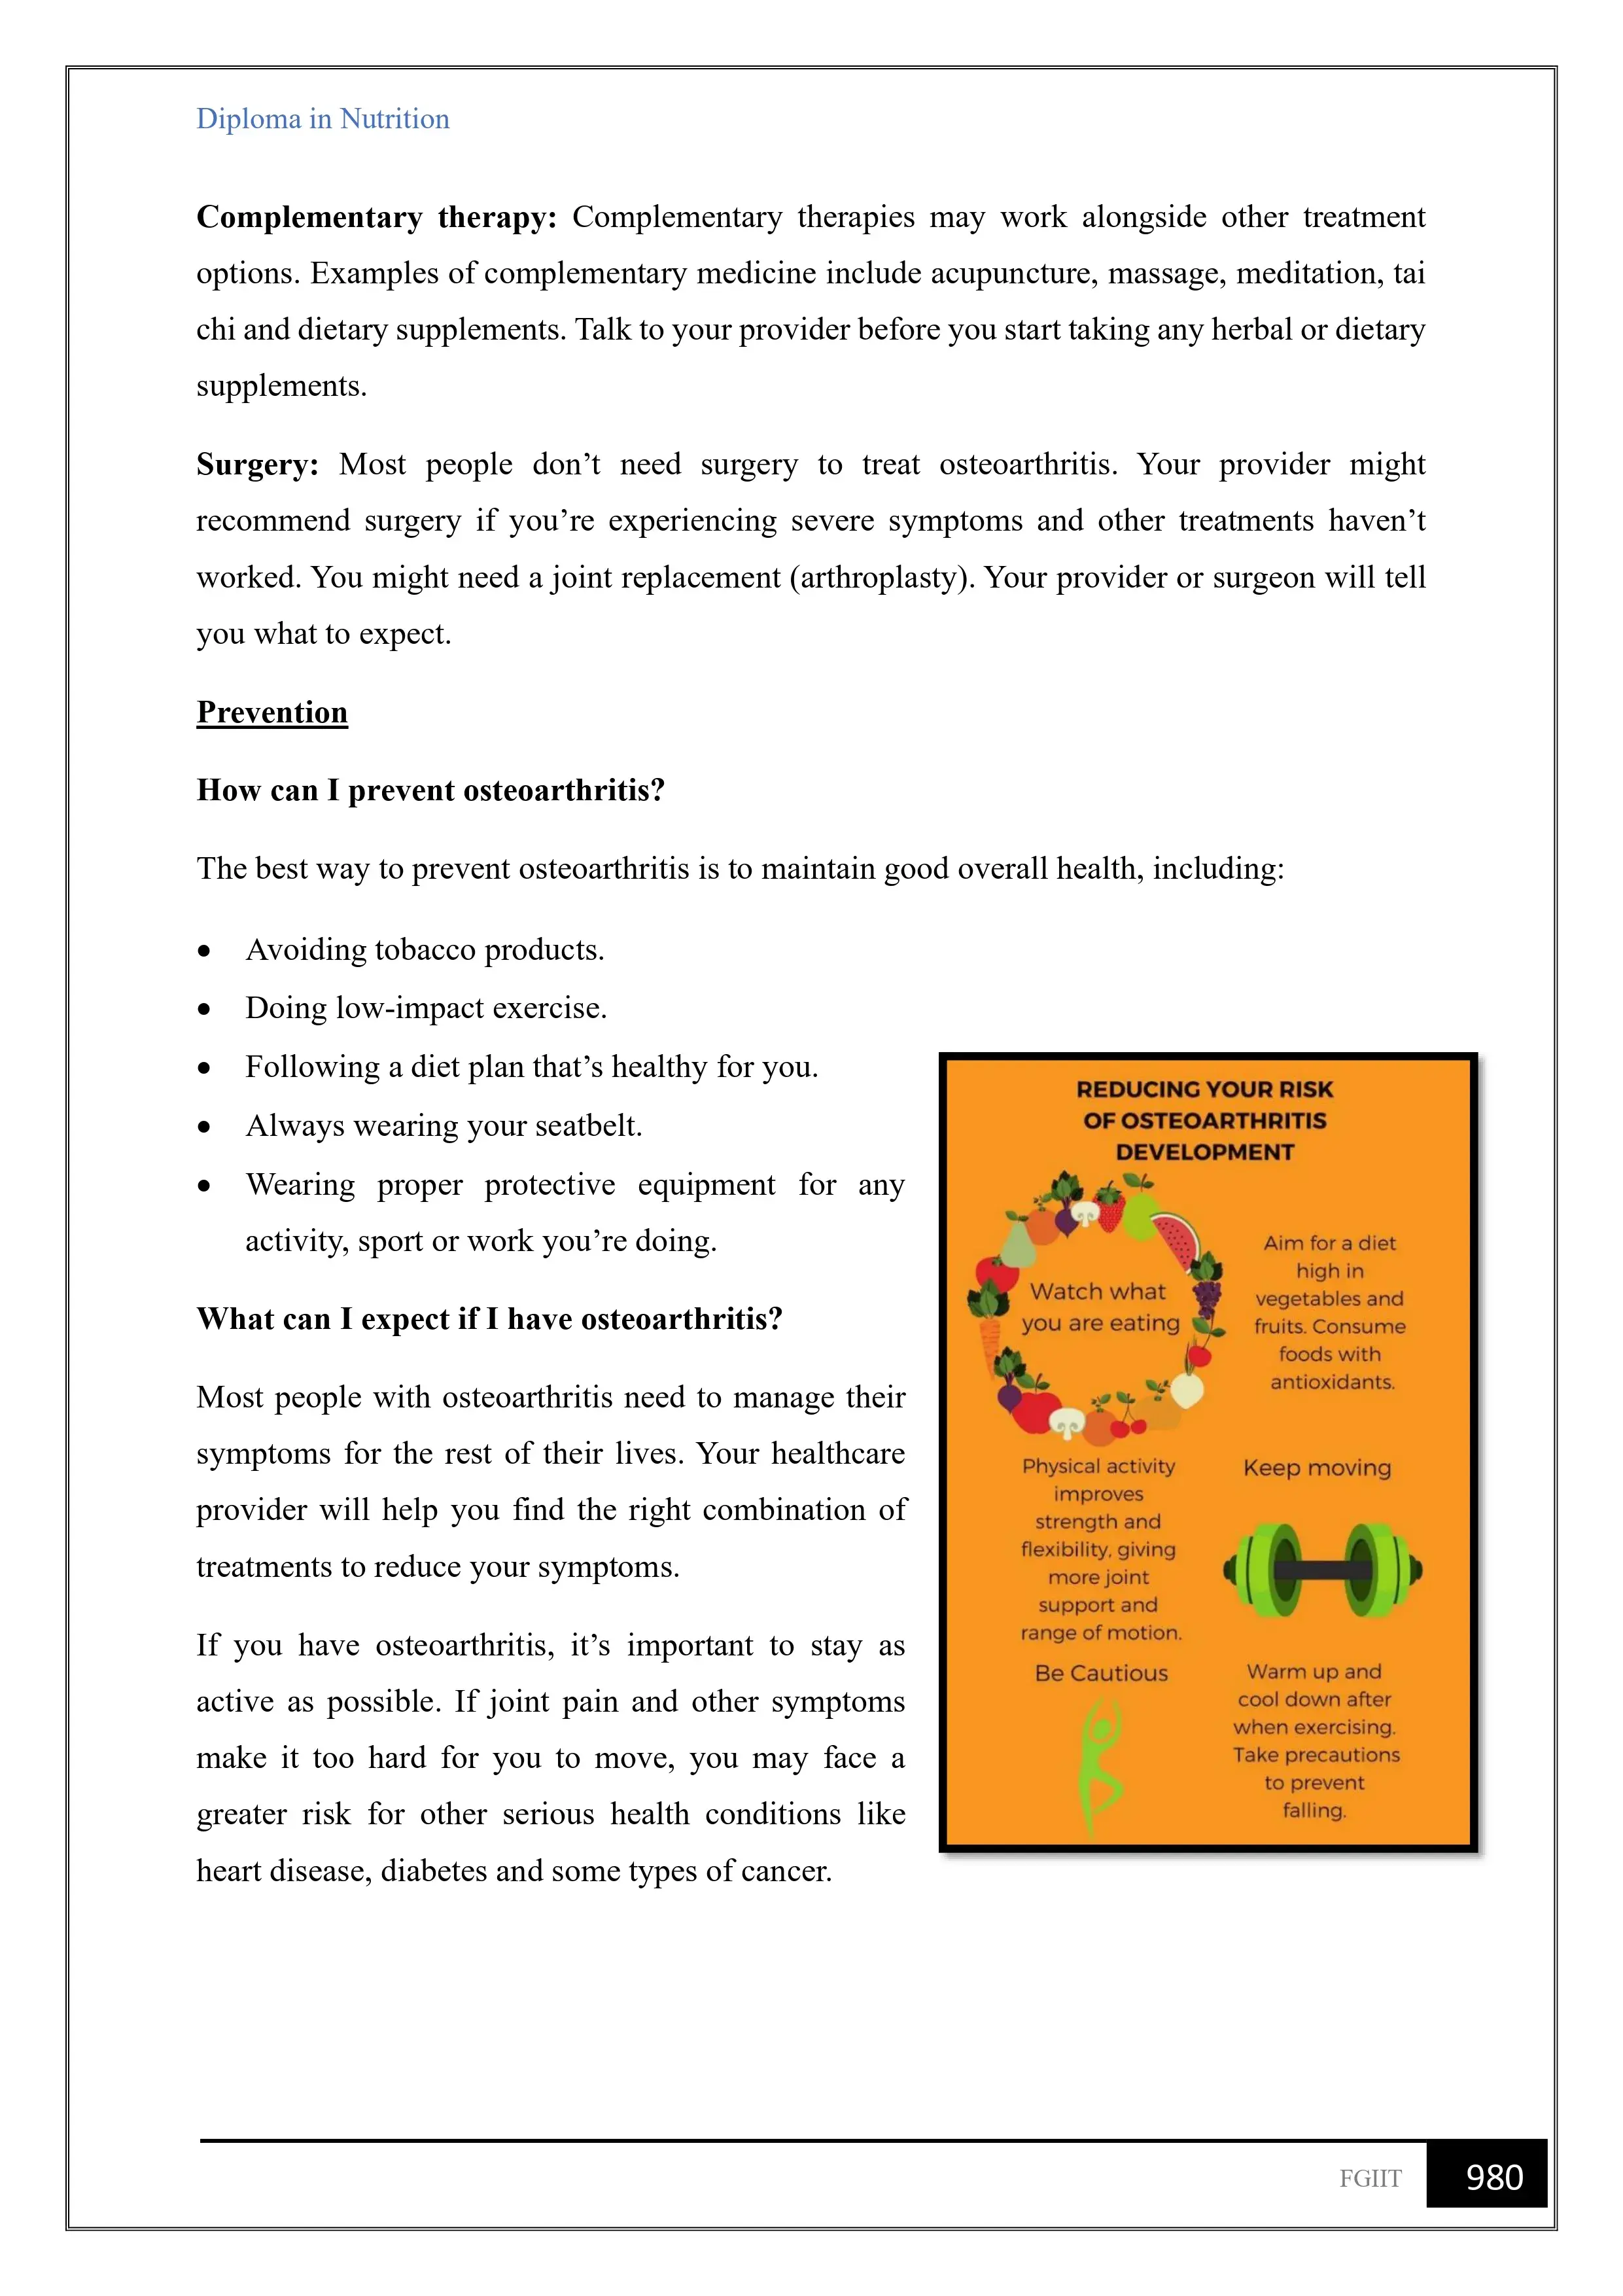 Diploma in Nutrition
Complementary therapy: Complementary therapies may work alongside other treatment
options. Examples of complementary medicine include acupuncture, massage, meditation, tai
chi and dietary supplements. Talk to your provider before you start taking any herbal or dietary
supplements.
Surgery: Most people don’t need surgery to treat osteoarthritis. Your provider might
recommend surgery if you’re experiencing severe symptoms and other treatments haven’t
worked. You might need a joint replacement (arthroplasty). Your provider or surgeon will tell
you what to expect.
Prevention
How can I prevent osteoarthritis?
The best way to prevent osteoarthritis is to maintain good overall health, including:
• Avoiding tobacco products.
• Doing low-impact exercise.
• Following a diet plan that’s healthy for you.
• Always wearing your seatbelt.
• Wearing proper protective equipment for any
activity, sport or work you’re doing.
What can I expect if I have osteoarthritis?
Most people with osteoarthritis need to manage their
symptoms for the rest of their lives. Your healthcare
provider will help you find the right combination of
treatments to reduce your symptoms.
If you have osteoarthritis, it’s important to stay as
active as possible. If joint pain and other symptoms
make it too hard for you to move, you may face a
greater risk for other serious health conditions like
heart disease, diabetes and some types of cancer.
REDUCING YOUR RISK
OF OSTEOARTHRITIS
DEVELOPMENT
Watch what
you are eating
Aim for a diet
high in
vegetables and
fruits. Consume
foods with
antioxidants.
Physical activity
improves
strength and
flexibility, giving
more joint
support and
range of motion.
Keep moving
Be Cautious
Warm up and
cool down after
when exercising.
Take precautions
to prevent
falling.
FGIIT
980